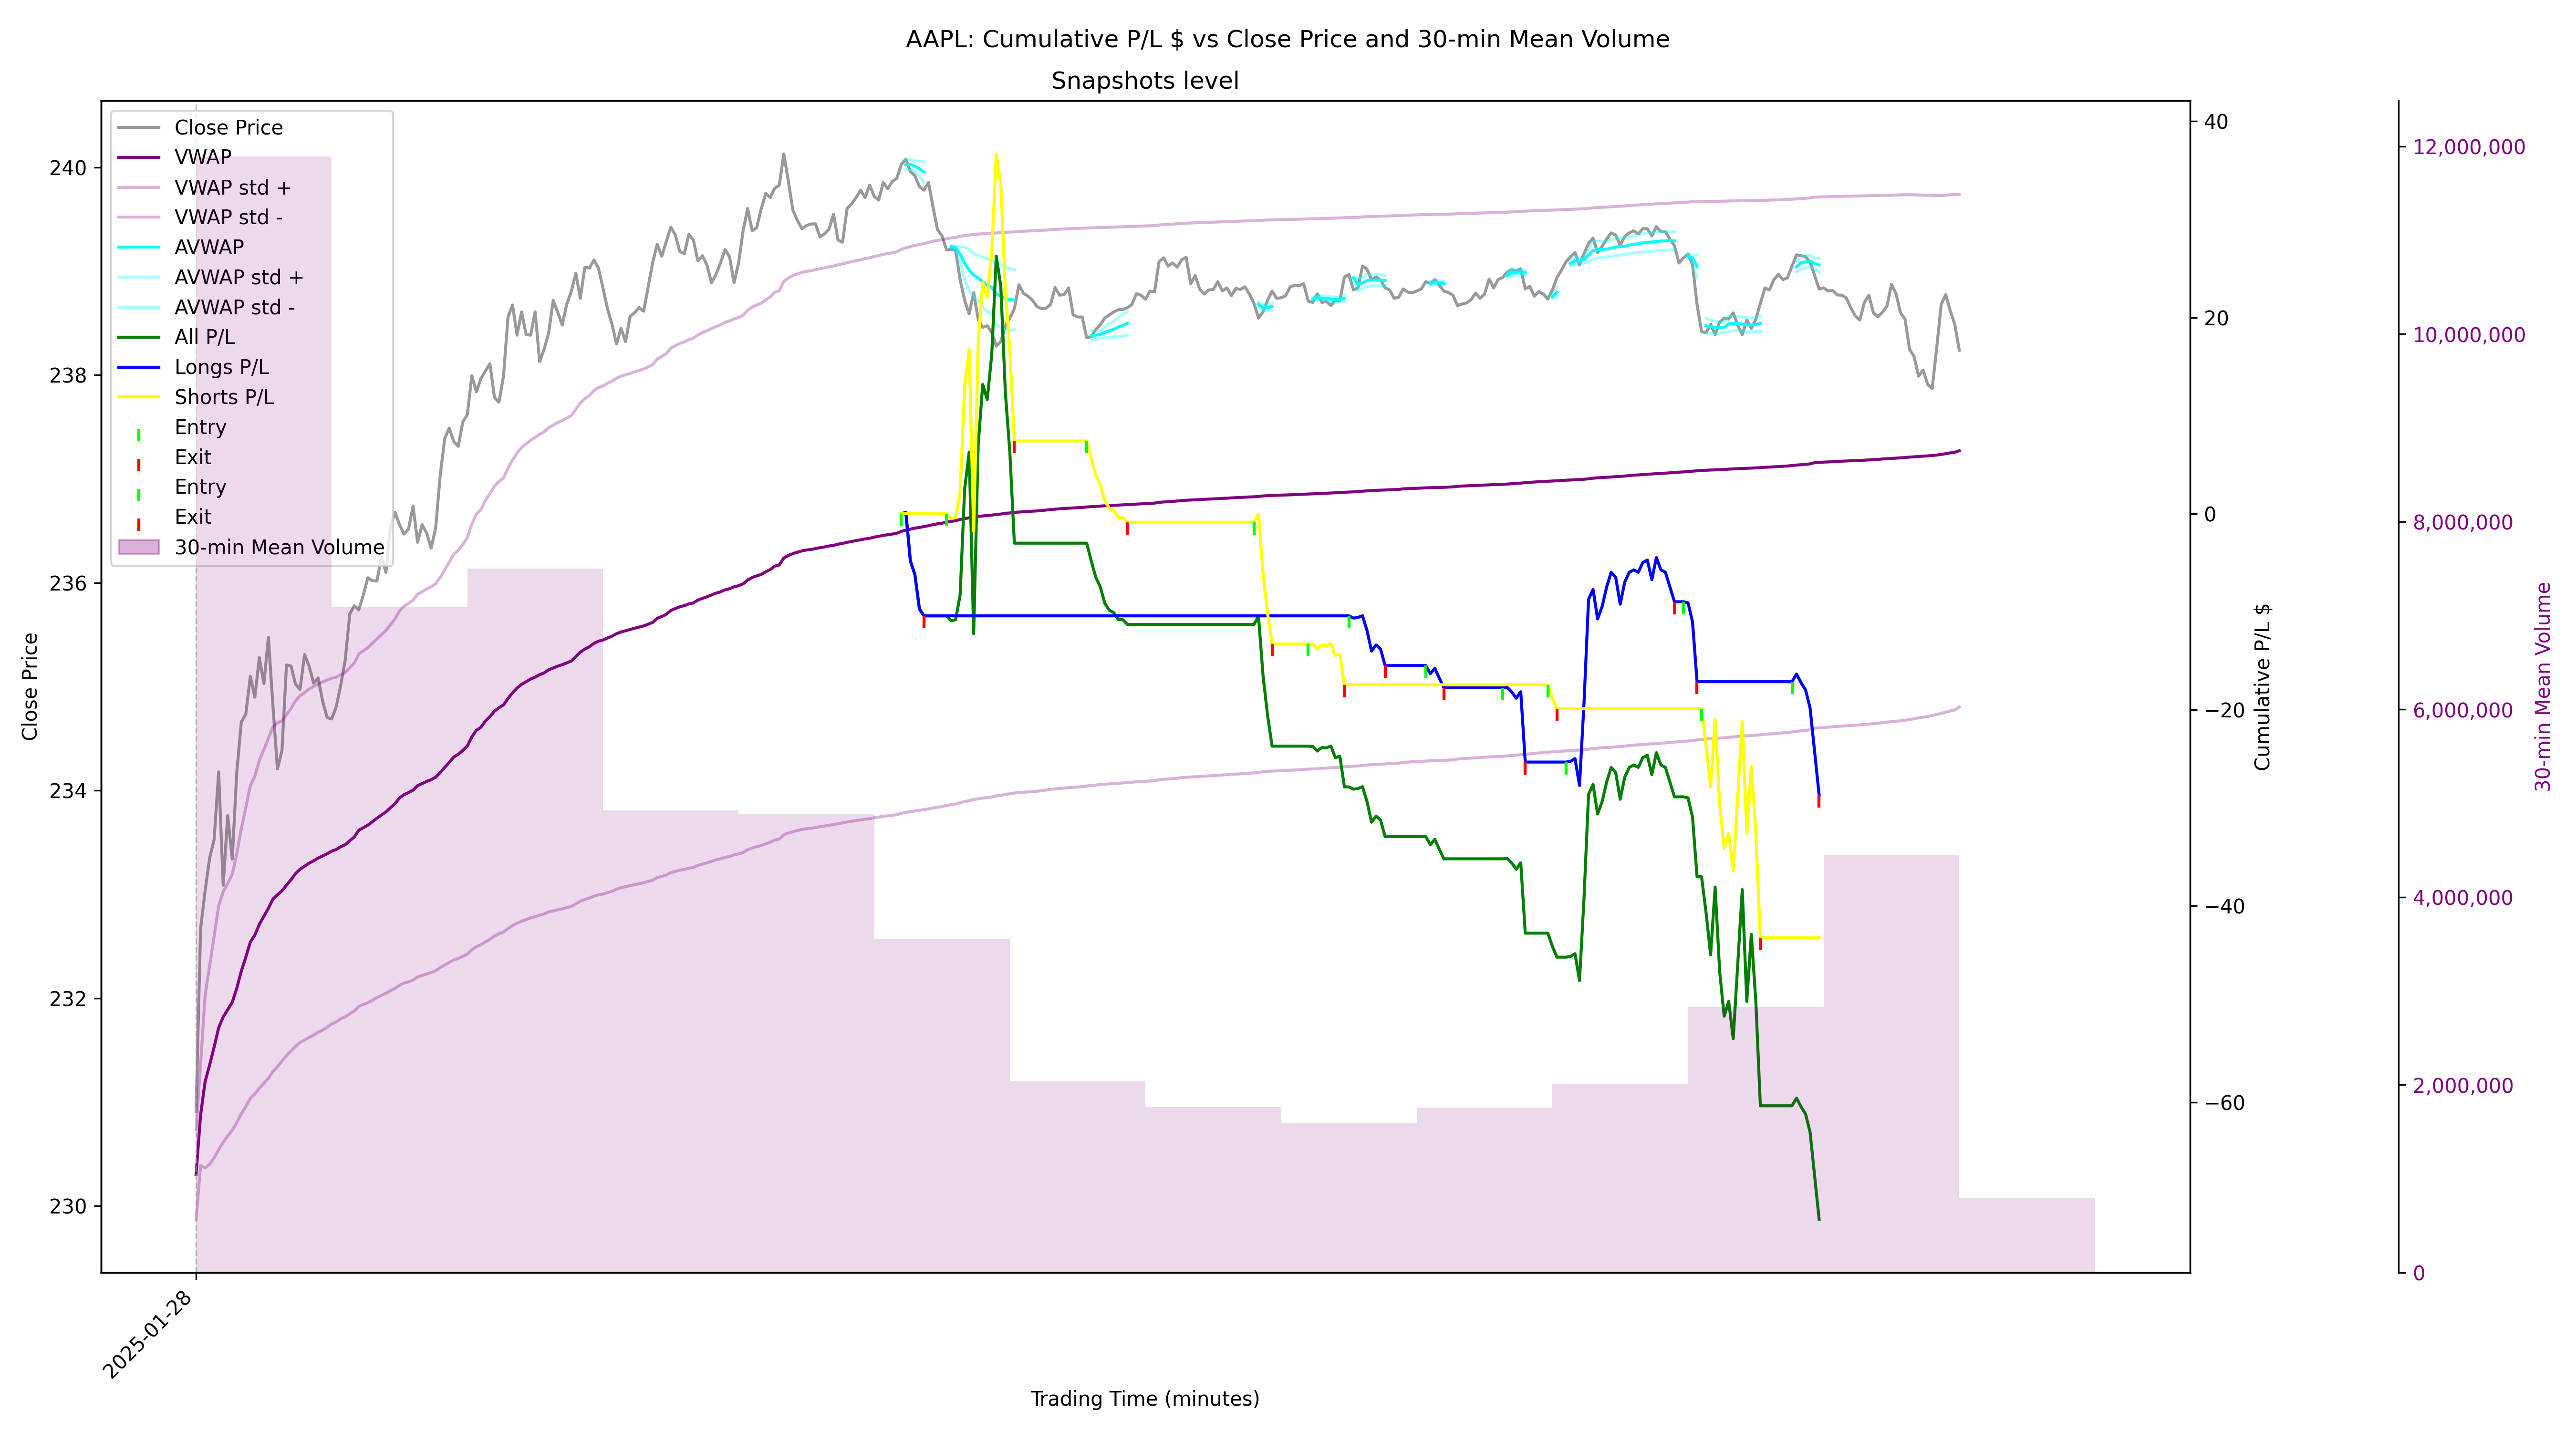 AAPL: Cumulative P/L $ vs Close Price and 30-min Mean Volume
Snapshots level
Close Price
VWAP
VWAP std +
VWAP std -
AVWAP
AVWAP std +
AVWAP std -
All P/L
Longs P/L
Shorts P/L
Entry
Exit
Entry
Exit
30-min Mean Volume
240
238
236
234
232
230
Close Price
40
20
0
−20
−40
−60
Cumulative P/L $
12,000,000
10,000,000
8,000,000
6,000,000
4,000,000
2,000,000
0
30-min Mean Volume
2025-01-28
Trading Time (minutes)